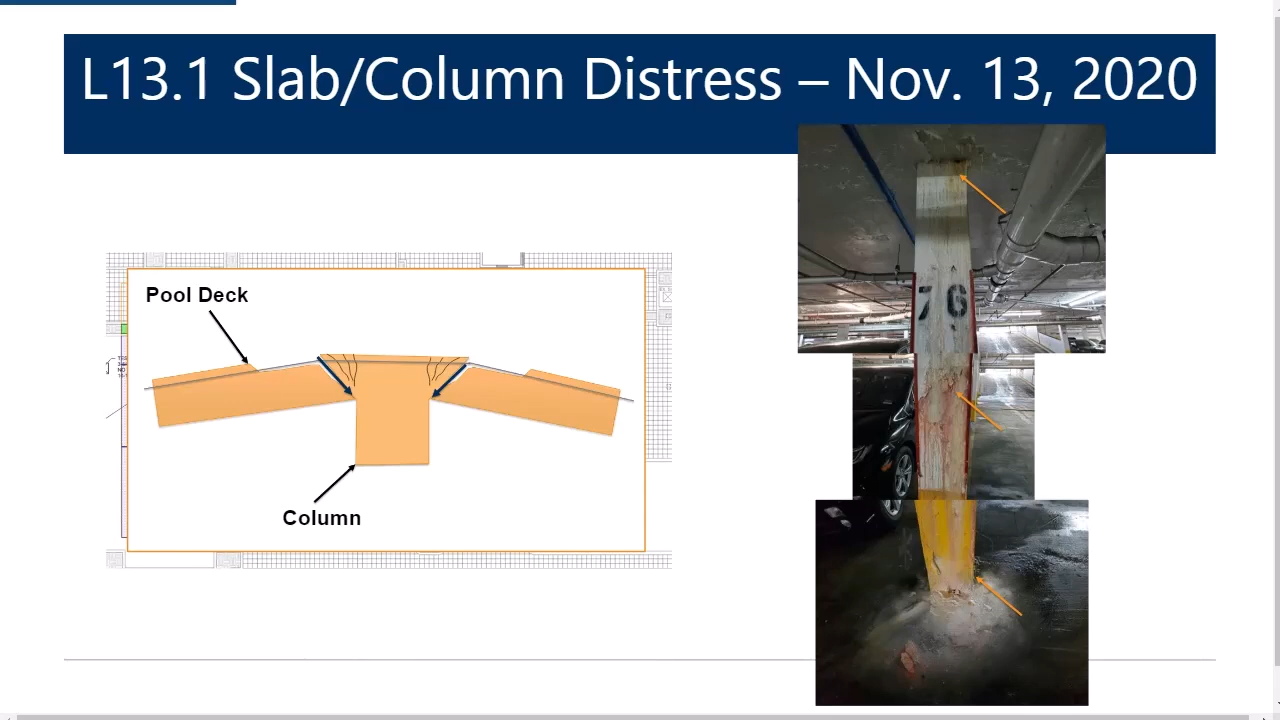 L13.1 Slab/Column Distress – Nov. 13, 2020
Pool Deck
Column
76